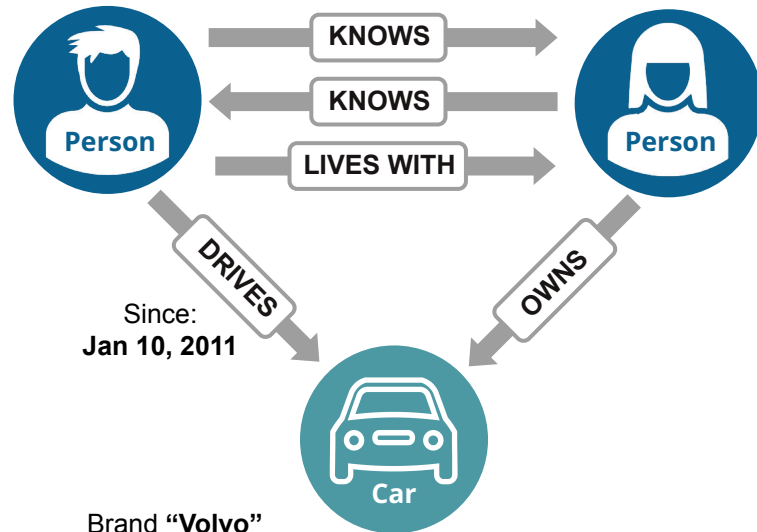 KNOWS
KNOWS
Person
Person
LIVES WITH
DRIVES
OWNS
Since:
Jan 10, 2011
Car
Brand “Volvo”